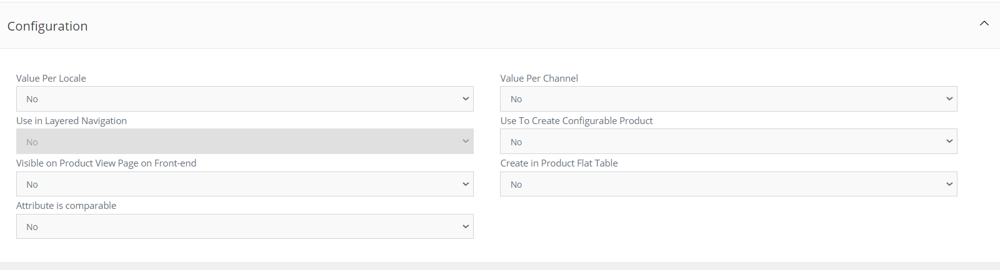 Configuration
Value Per Locale
Value Per Channel
No
No
Use in Layered Navigation
Use To Create Configurable Product
No
No
Visible on Product View Page on Front-end
Create in Product Flat Table
No
No
Attribute is comparable
No